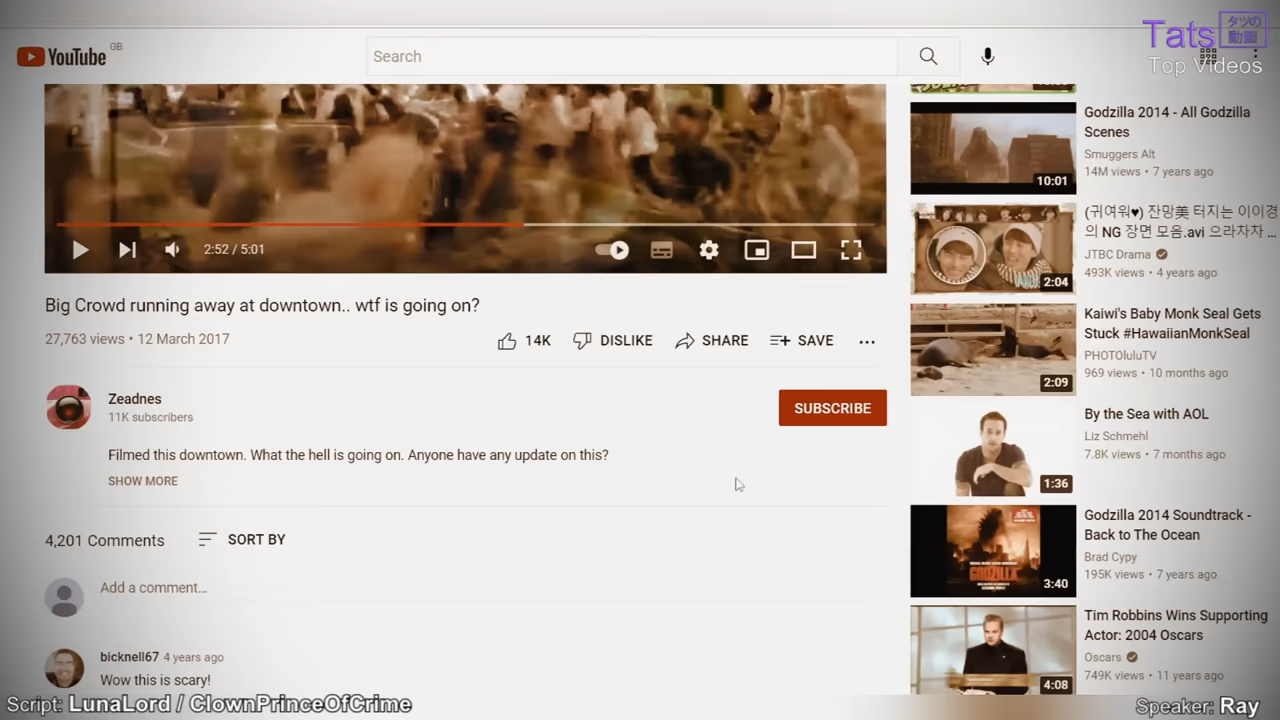 YouTube GB
Search
Tats タツの動画
Top Videos
2:52 / 5:01
Big Crowd running away at downtown.. wtf is going on?
27,763 views • 12 March 2017
14K
DISLIKE
SHARE
SAVE
Zeadnes
11K subscribers
SUBSCRIBE
Filmed this downtown. What the hell is going on. Anyone have any update on this?
SHOW MORE
4,201 Comments
SORT BY
Add a comment...
bicknell67 4 years ago
Wow this is scary!
Godzilla 2014 - All Godzilla
Scenes
Smuggers Alt
14M views • 7 years ago
10:01
(귀여워♥) 잔망美 터지는 이이경
의 NG 장면 모음.avi 으라차차 ...
JTBC Drama
493K views • 4 years ago
2:04
Kaiwi's Baby Monk Seal Gets
Stuck #HawaiianMonkSeal
PHOTOluluTV
969 views • 10 months ago
2:09
By the Sea with AOL
Liz Schmehl
7.8K views • 7 months ago
1:36
Godzilla 2014 Soundtrack -
Back to The Ocean
Brad Cypy
195K views • 7 years ago
GODZILLA
3:40
Tim Robbins Wins Supporting
Actor: 2004 Oscars
Oscars
749K views • 11 years ago
4:08
Script: LunaLord / ClownPrinceOfCrime
Speaker: Ray